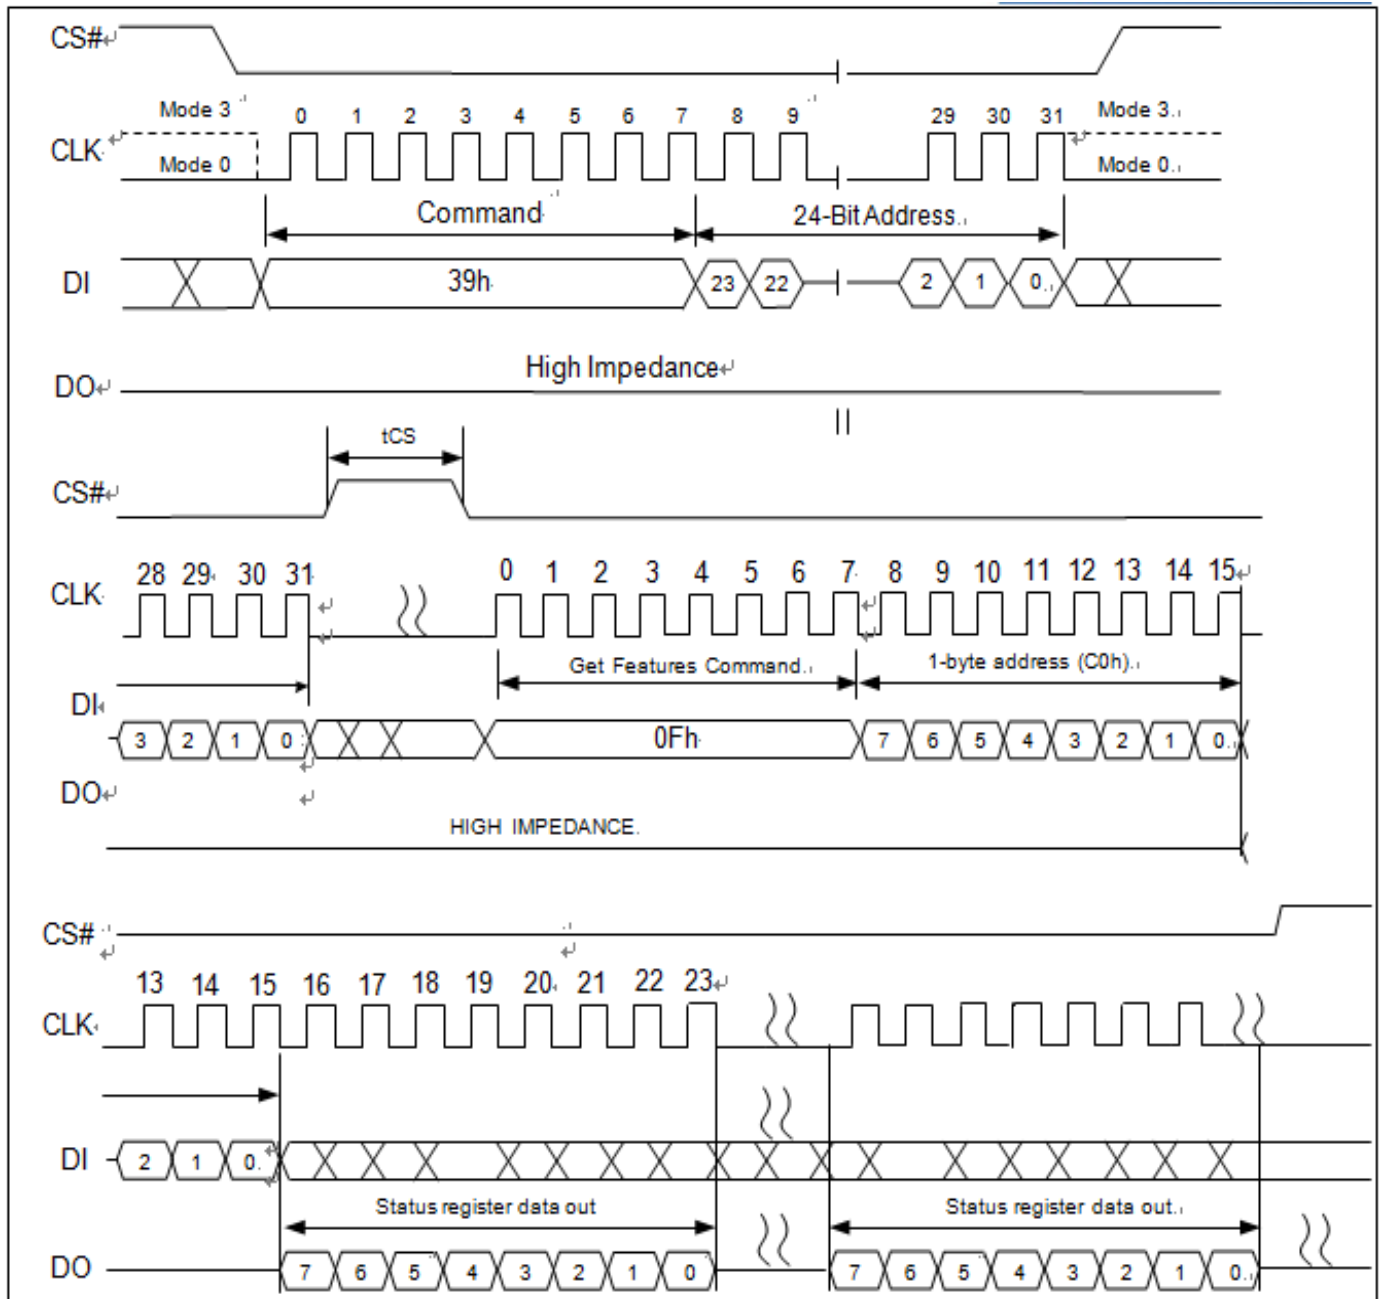 CS#
Mode 3 0 1 2 3 4 5 6 7 8 9 29 30 31 Mode 3
CLK
Mode 0 Mode 0
Command 24-Bit Address
DI 39h 23 22 2 1 0
High Impedance
DO
tCS
CS#
28 29 30 31 0 1 2 3 4 5 6 7 8 9 10 11 12 13 14 15
CLK
Get Features Command 1-byte address (C0h)
DI
3 2 1 0 0Fh 7 6 5 4 3 2 1 0
DO
HIGH IMPEDANCE
CS#
13 14 15 16 17 18 19 20 21 22 23
CLK
DI 2 1 0
Status register data out Status register data out
DO 7 6 5 4 3 2 1 0 7 6 5 4 3 2 1 0